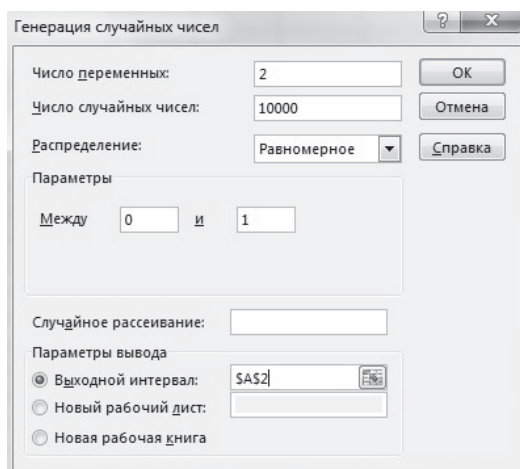 Генерация случайных чисел
? X
Число переменных: 2 ОК
Число случайных чисел: 10000 Отмена
Распределение: Равномерное Справка
Параметры
Между 0 и 1
Случайное рассеивание:
Параметры вывода
Выходной интервал: $A$2
Новый рабочий лист:
Новая рабочая книга